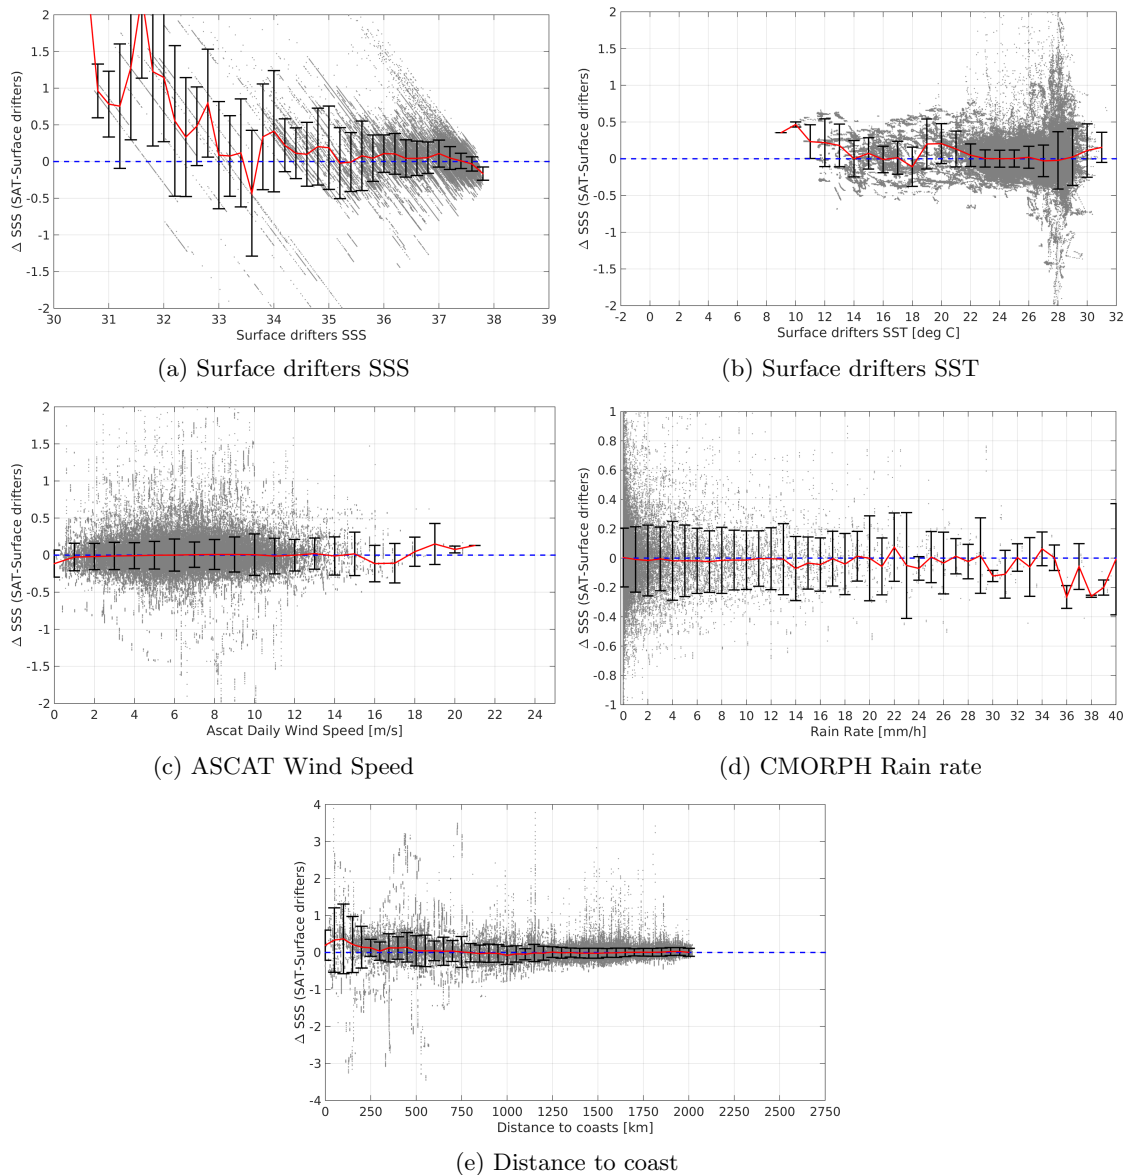 2
1.5
1
0.5
0
-0.5
-1
-1.5
-2
Δ SSS (SAT-Surface drifters)
30 31 32 33 34 35 36 37 38 39
Surface drifters SSS
(a) Surface drifters SSS
2
1.5
1
0.5
0
-0.5
-1
-1.5
-2
Δ SSS (SAT-Surface drifters)
-2 0 2 4 6 8 10 12 14 16 18 20 22 24 26 28 30 32
Surface drifters SST [deg C]
(b) Surface drifters SST
2
1.5
1
0.5
0
-0.5
-1
-1.5
-2
Δ SSS (SAT-Surface drifters)
0 2 4 6 8 10 12 14 16 18 20 22 24
Ascat Daily Wind Speed [m/s]
(c) ASCAT Wind Speed
1
0.8
0.6
0.4
0.2
0
-0.2
-0.4
-0.6
-0.8
-1
Δ SSS (SAT-Surface drifters)
0 2 4 6 8 10 12 14 16 18 20 22 24 26 28 30 32 34 36 38 40
Rain Rate [mm/h]
(d) CMORPH Rain rate
4
3
2
1
0
-1
-2
-3
-4
Δ SSS (SAT-Surface drifters)
0 250 500 750 1000 1250 1500 1750 2000 2250 2500 2750
Distance to coasts [km]
(e) Distance to coast